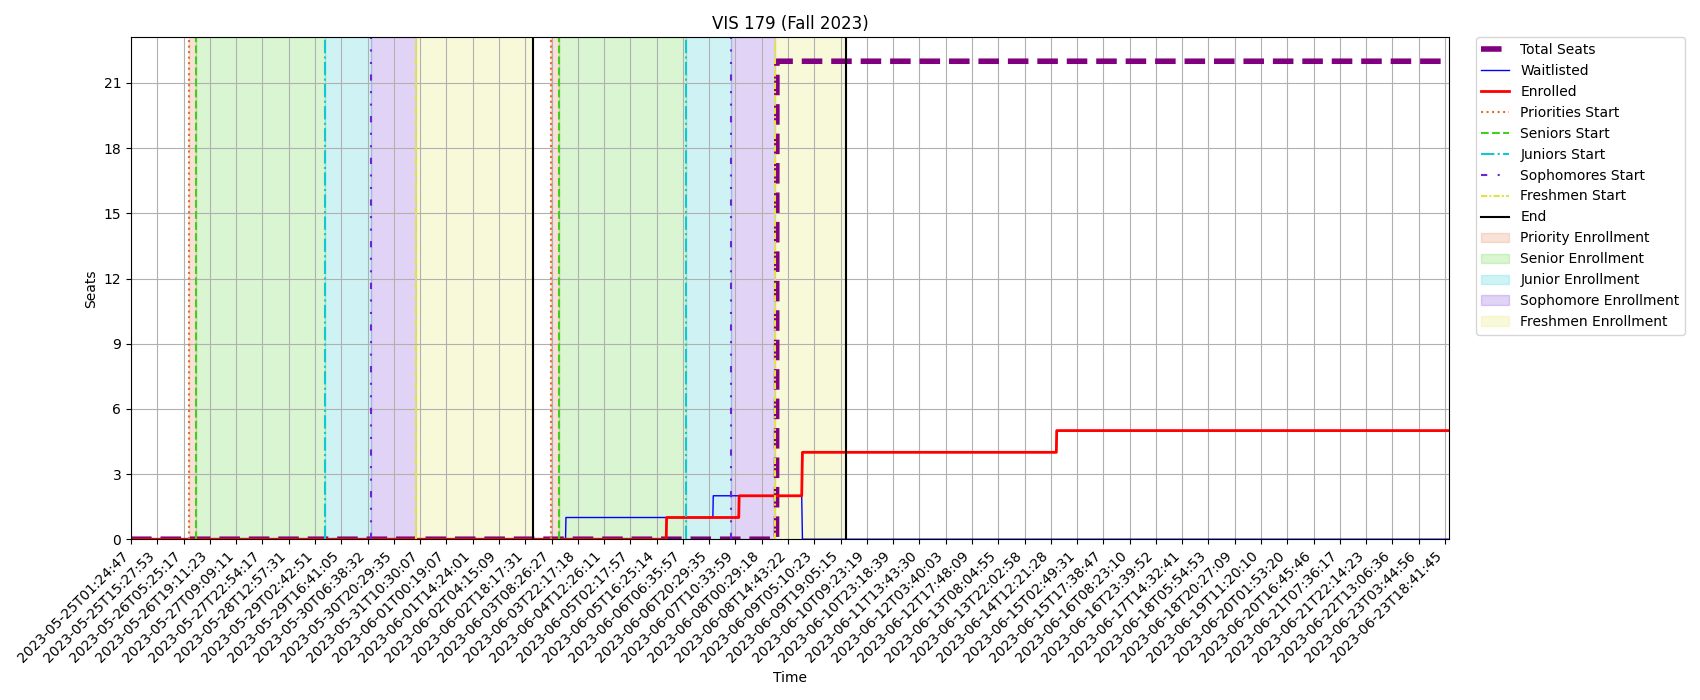 VIS 179 (Fall 2023)
Seats
21
18
15
12
9
6
3
0
2023-05-25T01:24:47
2023-05-25T15:27:53
2023-05-26T05:25:17
2023-05-26T19:11:23
2023-05-27T09:09:11
2023-05-27T22:54:17
2023-05-28T12:57:31
2023-05-29T02:42:51
2023-05-29T16:41:05
2023-05-30T06:38:32
2023-05-30T20:29:35
2023-05-31T10:30:07
2023-06-01T00:19:07
2023-06-01T14:24:01
2023-06-02T04:15:09
2023-06-02T18:17:31
2023-06-03T08:26:27
2023-06-03T22:17:18
2023-06-04T12:26:11
2023-06-05T02:17:57
2023-06-05T16:25:14
2023-06-06T06:35:57
2023-06-06T20:29:35
2023-06-07T10:33:59
2023-06-08T00:29:18
2023-06-08T14:43:22
2023-06-09T05:10:23
2023-06-09T19:05:15
2023-06-10T09:23:19
2023-06-10T23:18:39
2023-06-11T13:43:30
2023-06-12T03:40:03
2023-06-12T17:48:09
2023-06-13T08:04:55
2023-06-13T22:02:58
2023-06-14T12:21:28
2023-06-15T02:49:31
2023-06-15T17:38:47
2023-06-16T08:23:10
2023-06-16T23:39:52
2023-06-17T14:32:41
2023-06-18T05:54:53
2023-06-18T20:27:09
2023-06-19T11:20:10
2023-06-20T01:53:20
2023-06-20T16:45:46
2023-06-21T07:36:17
2023-06-21T22:14:23
2023-06-22T13:06:36
2023-06-23T03:44:56
2023-06-23T18:41:45
Time
Total Seats
Waitlisted
Enrolled
Priorities Start
Seniors Start
Juniors Start
Sophomores Start
Freshmen Start
End
Priority Enrollment
Senior Enrollment
Junior Enrollment
Sophomore Enrollment
Freshmen Enrollment